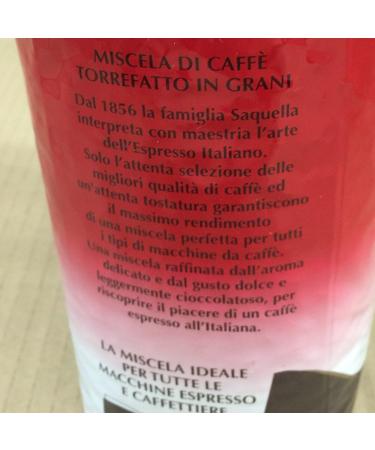 MISCELA DI CAFFÈ
TORREFATTO IN GRANI
Dal 1856 la famiglia Saquella
interpreta con maestria l'arte
dell'Espresso Italiano.
Solo l'attenta selezione delle
migliori qualità di caffè ed
un'attenta tostatura garantiscono
il massimo rendimento
di una miscela perfetta per tutti
i tipi di macchine da caffè.
Una miscela raffinata dall'aroma
delicato e dal gusto dolce e
leggermente cioccolatoso, per
riscoprire il piacere di un caffè
espresso all'Italiana.
LA MISCELA IDEALE
PER TUTTE LE
MACCHINE ESPRESSO
E CAFFETTIERE